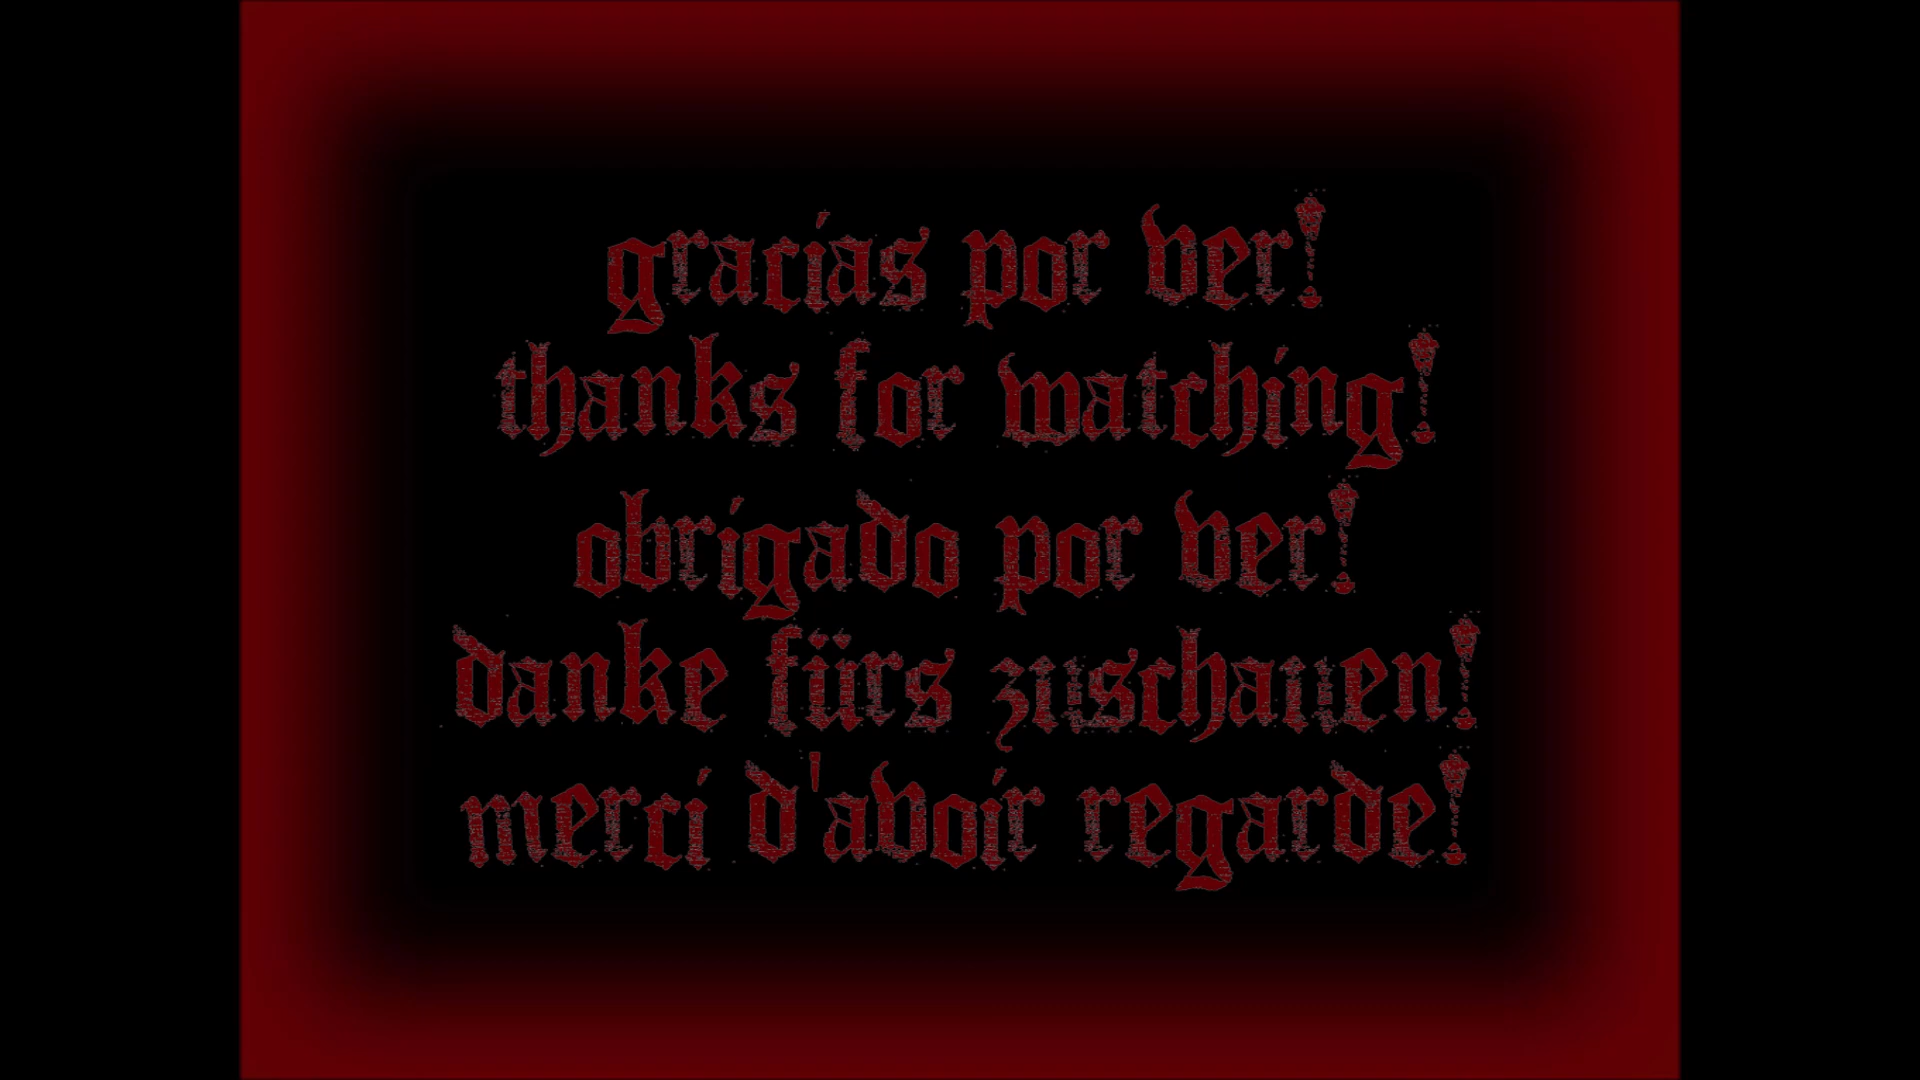 gracias por ver!
thanks for watching!
obrigado por ver!
danke fürs zuschauen!
merci d'avoir regarde!